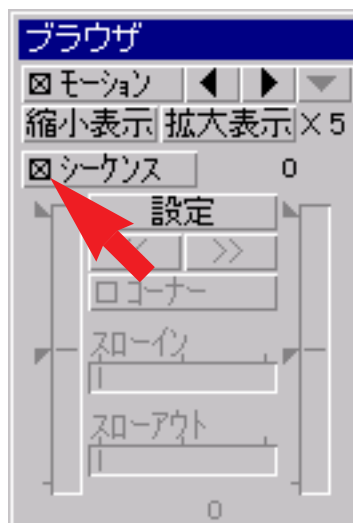 ブラウザ
モーション
縮小表示 拡大表示 ×5
シーケンス 0
設定
>>
コーナー
スローイン
スローアウト
0